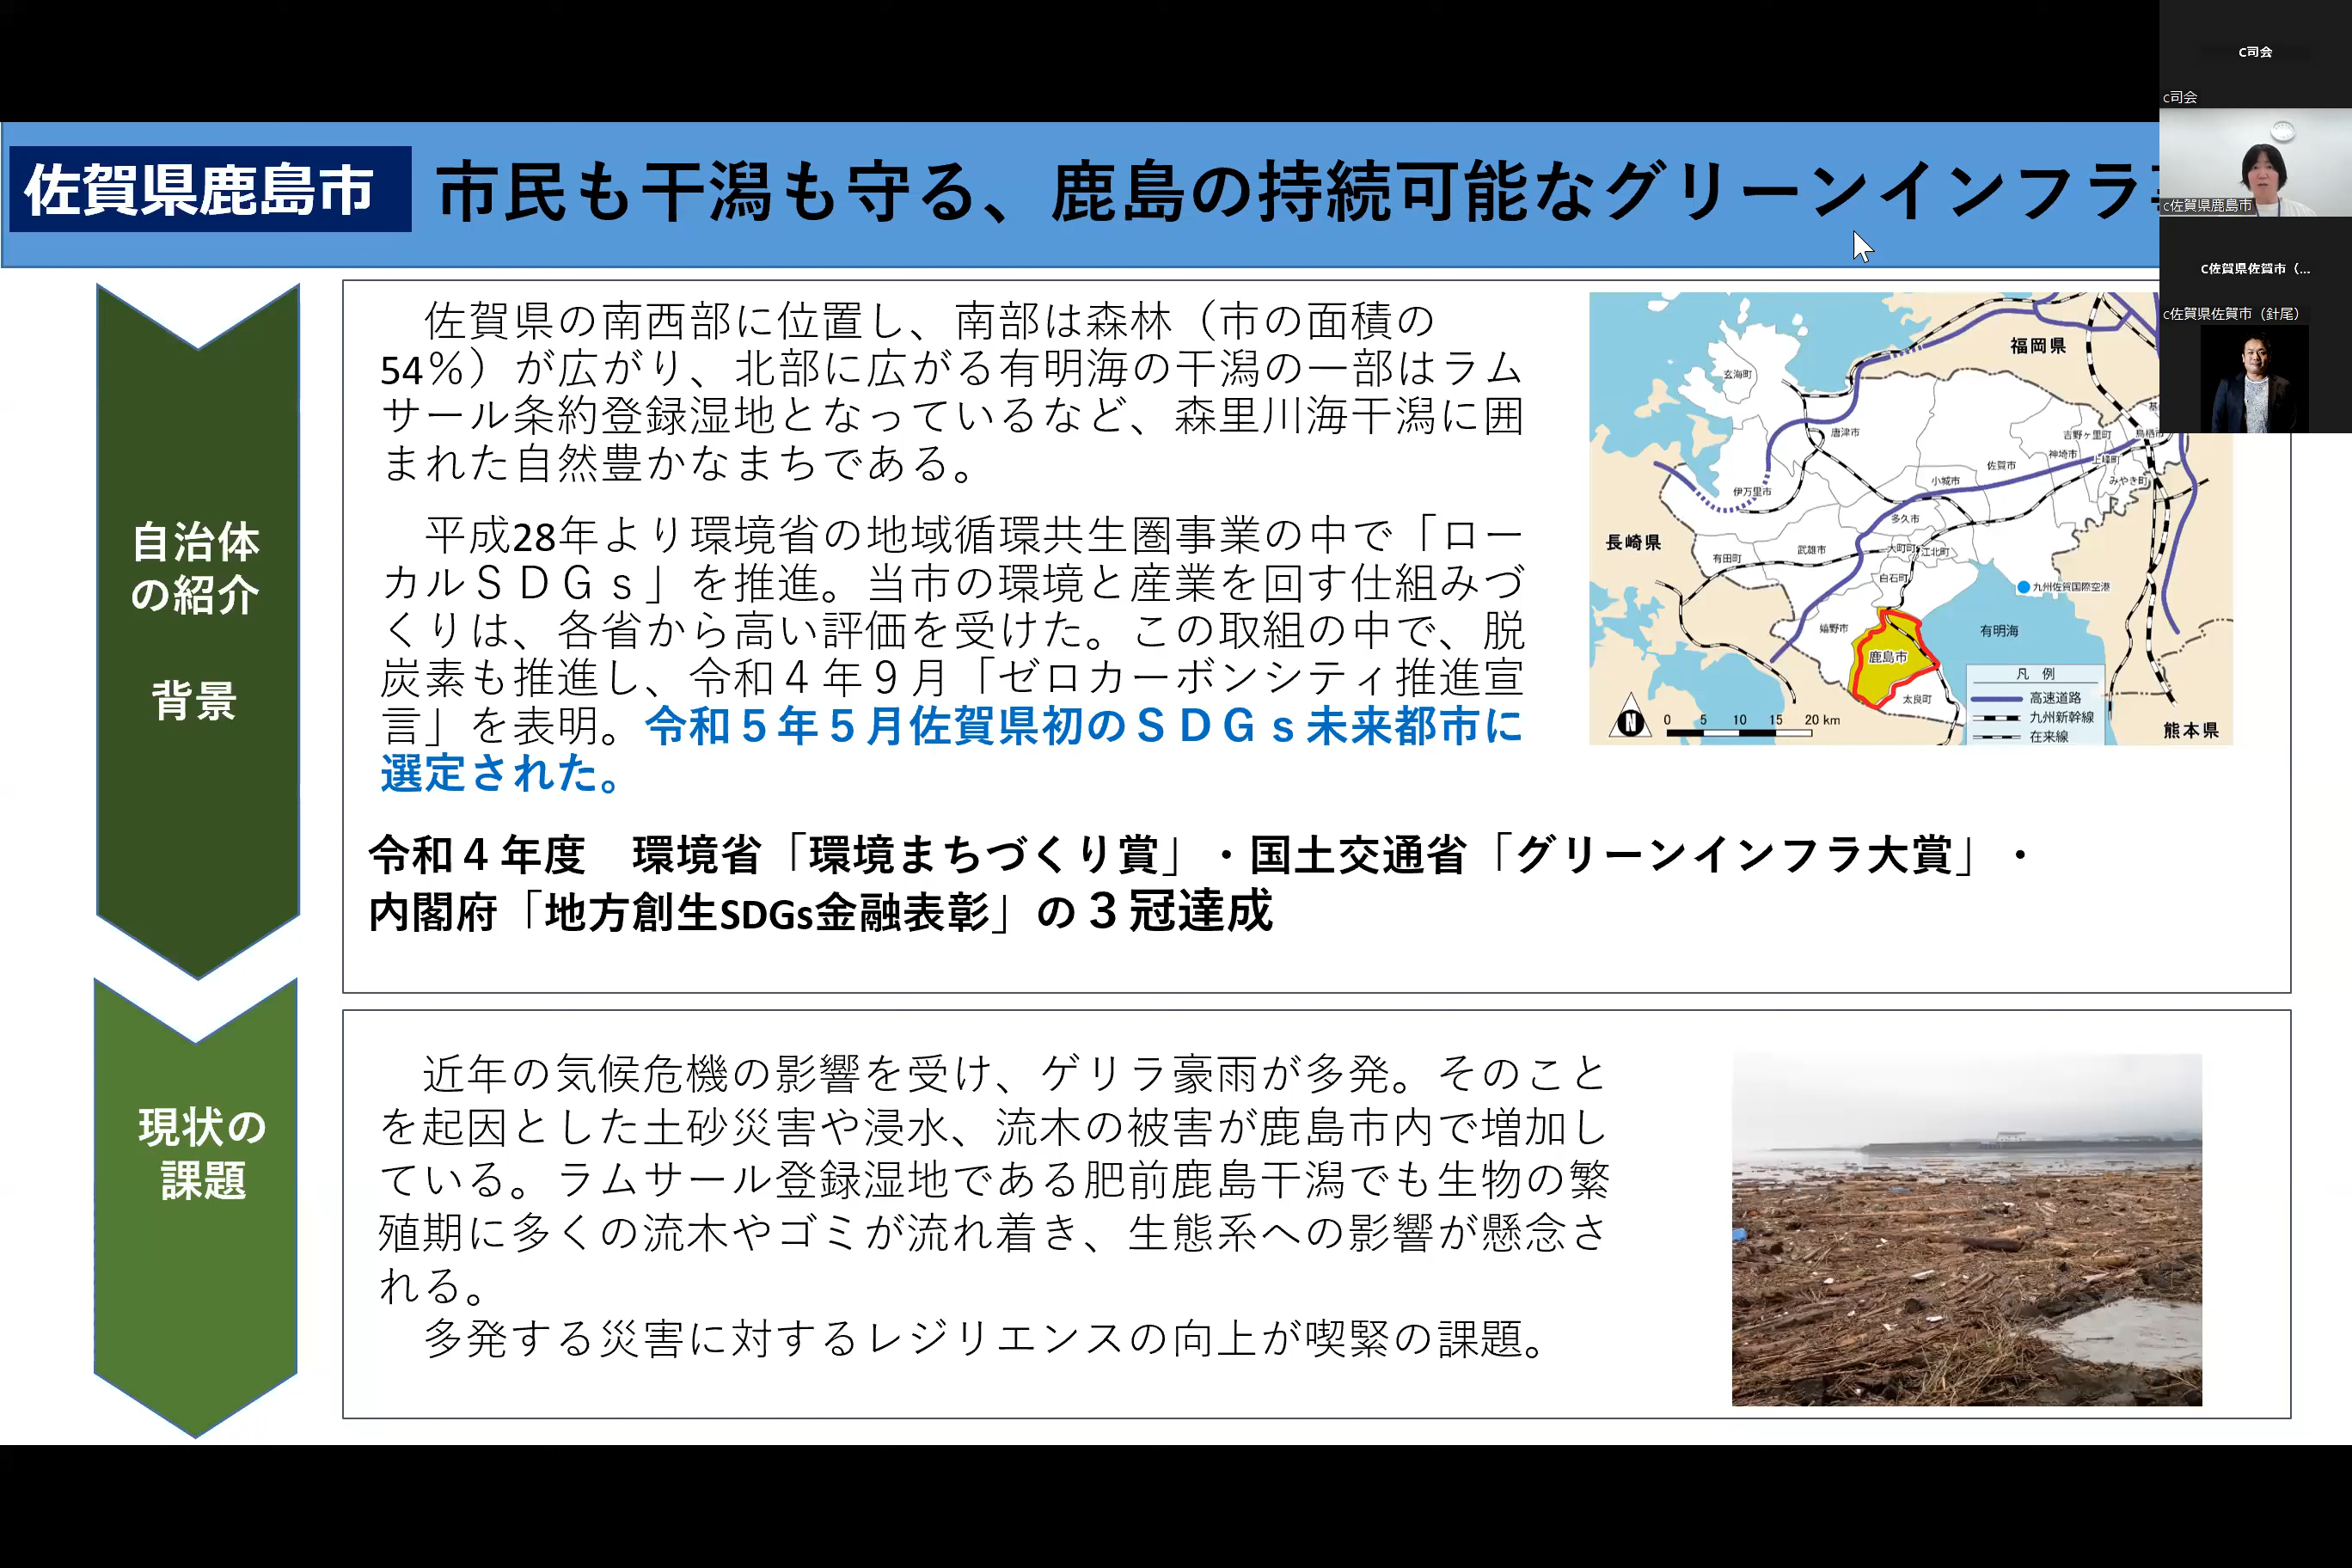 C司会
c司会
佐賀県鹿島市
市民も干潟も守る、鹿島の持続可能なグリーンインフラ
c佐賀県鹿島市
C佐賀県佐賀市（...
c佐賀県佐賀市（針尾）
自治体
の紹介
背景
佐賀県の南西部に位置し、南部は森林（市の面積の
54％）が広がり、北部に広がる有明海の干潟の一部はラム
サール条約登録湿地となっているなど、森里川海干潟に囲
まれた自然豊かなまちである。
平成28年より環境省の地域循環共生圏事業の中で「ロー
カルＳＤＧｓ」を推進。当市の環境と産業を回す仕組みづ
くりは、各省から高い評価を受けた。この取組の中で、脱
炭素も推進し、令和４年９月「ゼロカーボンシティ推進宣
言」を表明。令和５年５月佐賀県初のＳＤＧｓ未来都市に
選定された。
令和４年度　環境省「環境まちづくり賞」・国土交通省「グリーンインフラ大賞」・
内閣府「地方創生SDGs金融表彰」の３冠達成
福岡県
玄海町
唐津市
基
鳥栖市
吉野ヶ里町
神埼市
上峰町
佐賀市
みやき町
小城市
伊万里市
多久市
長崎県
有田町
武雄市
大町町
江北町
白石町
九州佐賀国際空港
嬉野市
有明海
鹿島市
太良町
凡 例
高速道路
九州新幹線
在来線
N
0 5 10 15 20 km
熊本県
現状の
課題
近年の気候危機の影響を受け、ゲリラ豪雨が多発。そのこと
を起因とした土砂災害や浸水、流木の被害が鹿島市内で増加し
ている。ラムサール登録湿地である肥前鹿島干潟でも生物の繁
殖期に多くの流木やゴミが流れ着き、生態系への影響が懸念さ
れる。
多発する災害に対するレジリエンスの向上が喫緊の課題。